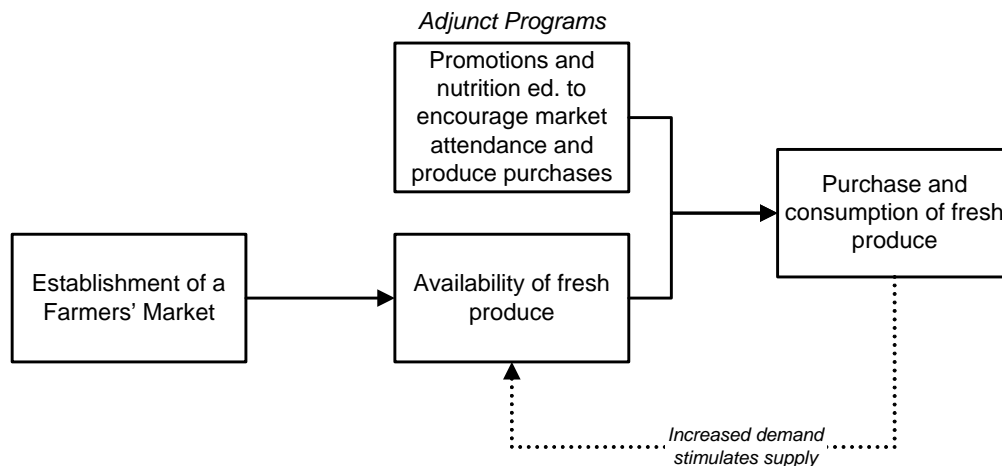 Adjunct Programs
Promotions and
nutrition ed. to
encourage market
attendance and
produce purchases
Purchase and
consumption of fresh
produce
Establishment of a
Farmers’ Market
Availability of fresh
produce
Increased demand
stimulates supply